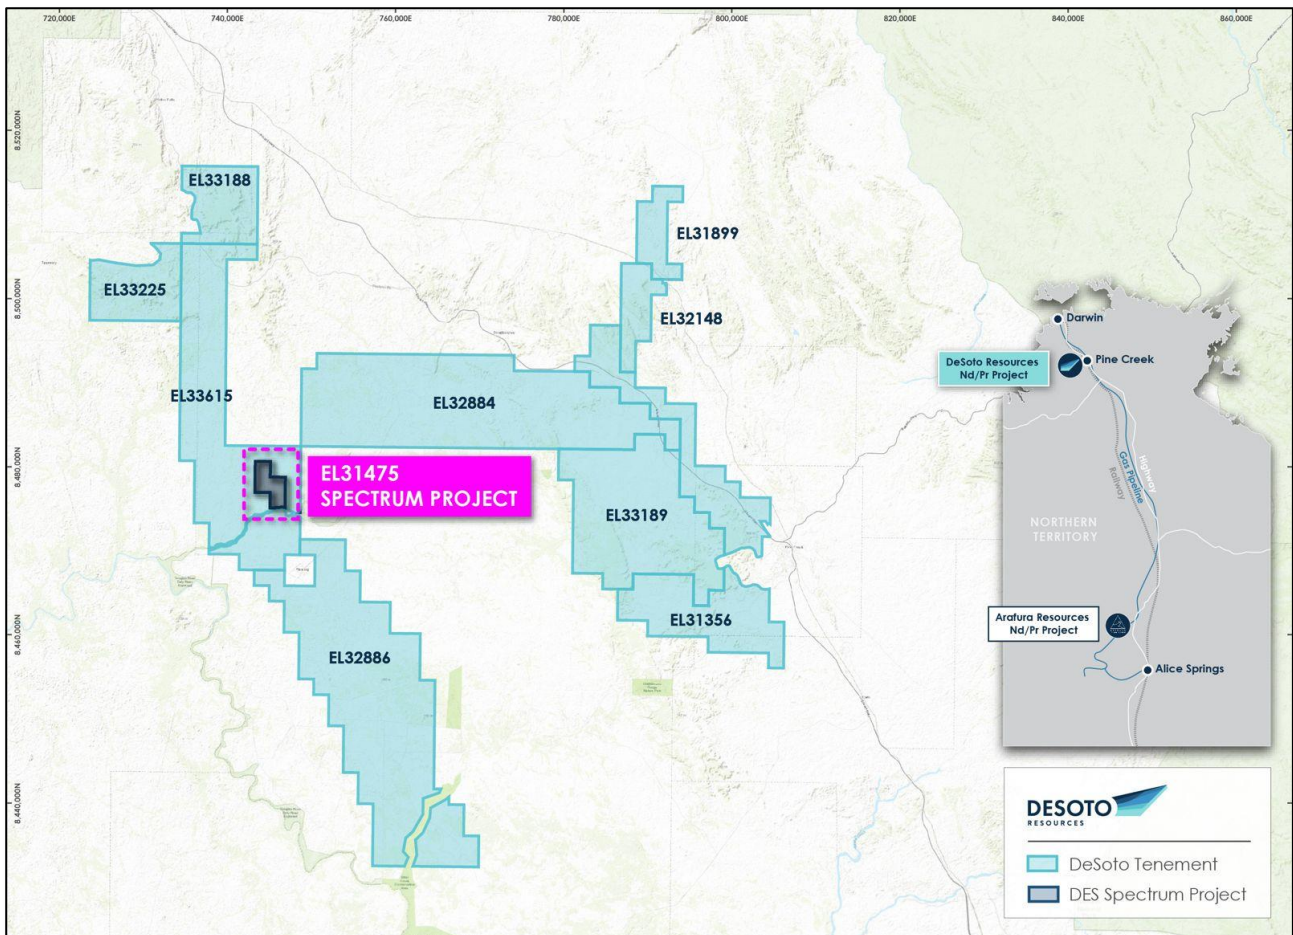 720,000E
740,000E
760,000E
780,000E
800,000E
820,000E
840,000E
860,000E
8,520,000N
8,500,000N
8,480,000N
8,460,000N
8,440,000N
EL33188
EL33225
EL33615
EL31899
EL32148
EL32884
EL31475
SPECTRUM PROJECT
EL33189
EL31356
EL32886
Darwin
DeSoto Resources
Nd/Pr Project
Pine Creek
Highway
Gas Pipeline
Railway
NORTHERN
TERRITORY
Arafura Resources
Nd/Pr Project
Alice Springs
DESOTO
RESOURCES
DeSoto Tenement
DES Spectrum Project